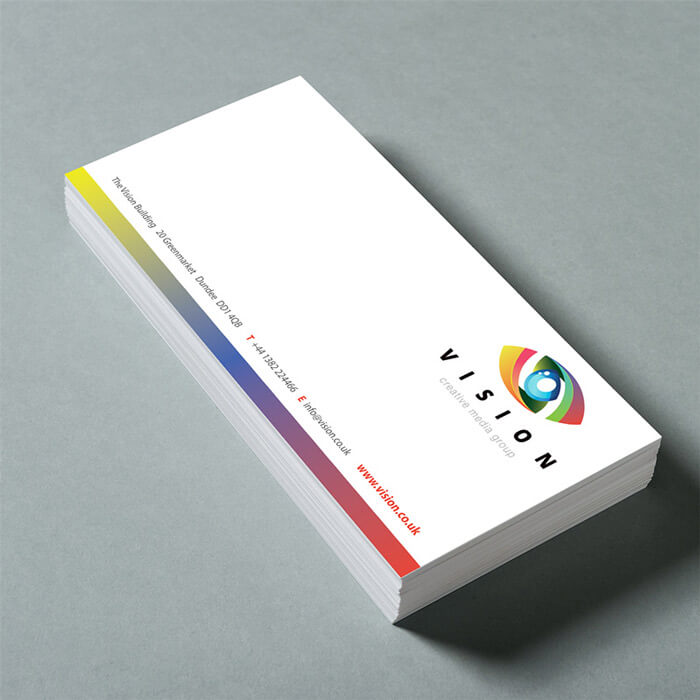 VISION
creative media group
The Vision Building 20 Greenmarket Dundee DD1 4QB T +44 1382 224466 E info@vision.co.uk www.vision.co.uk